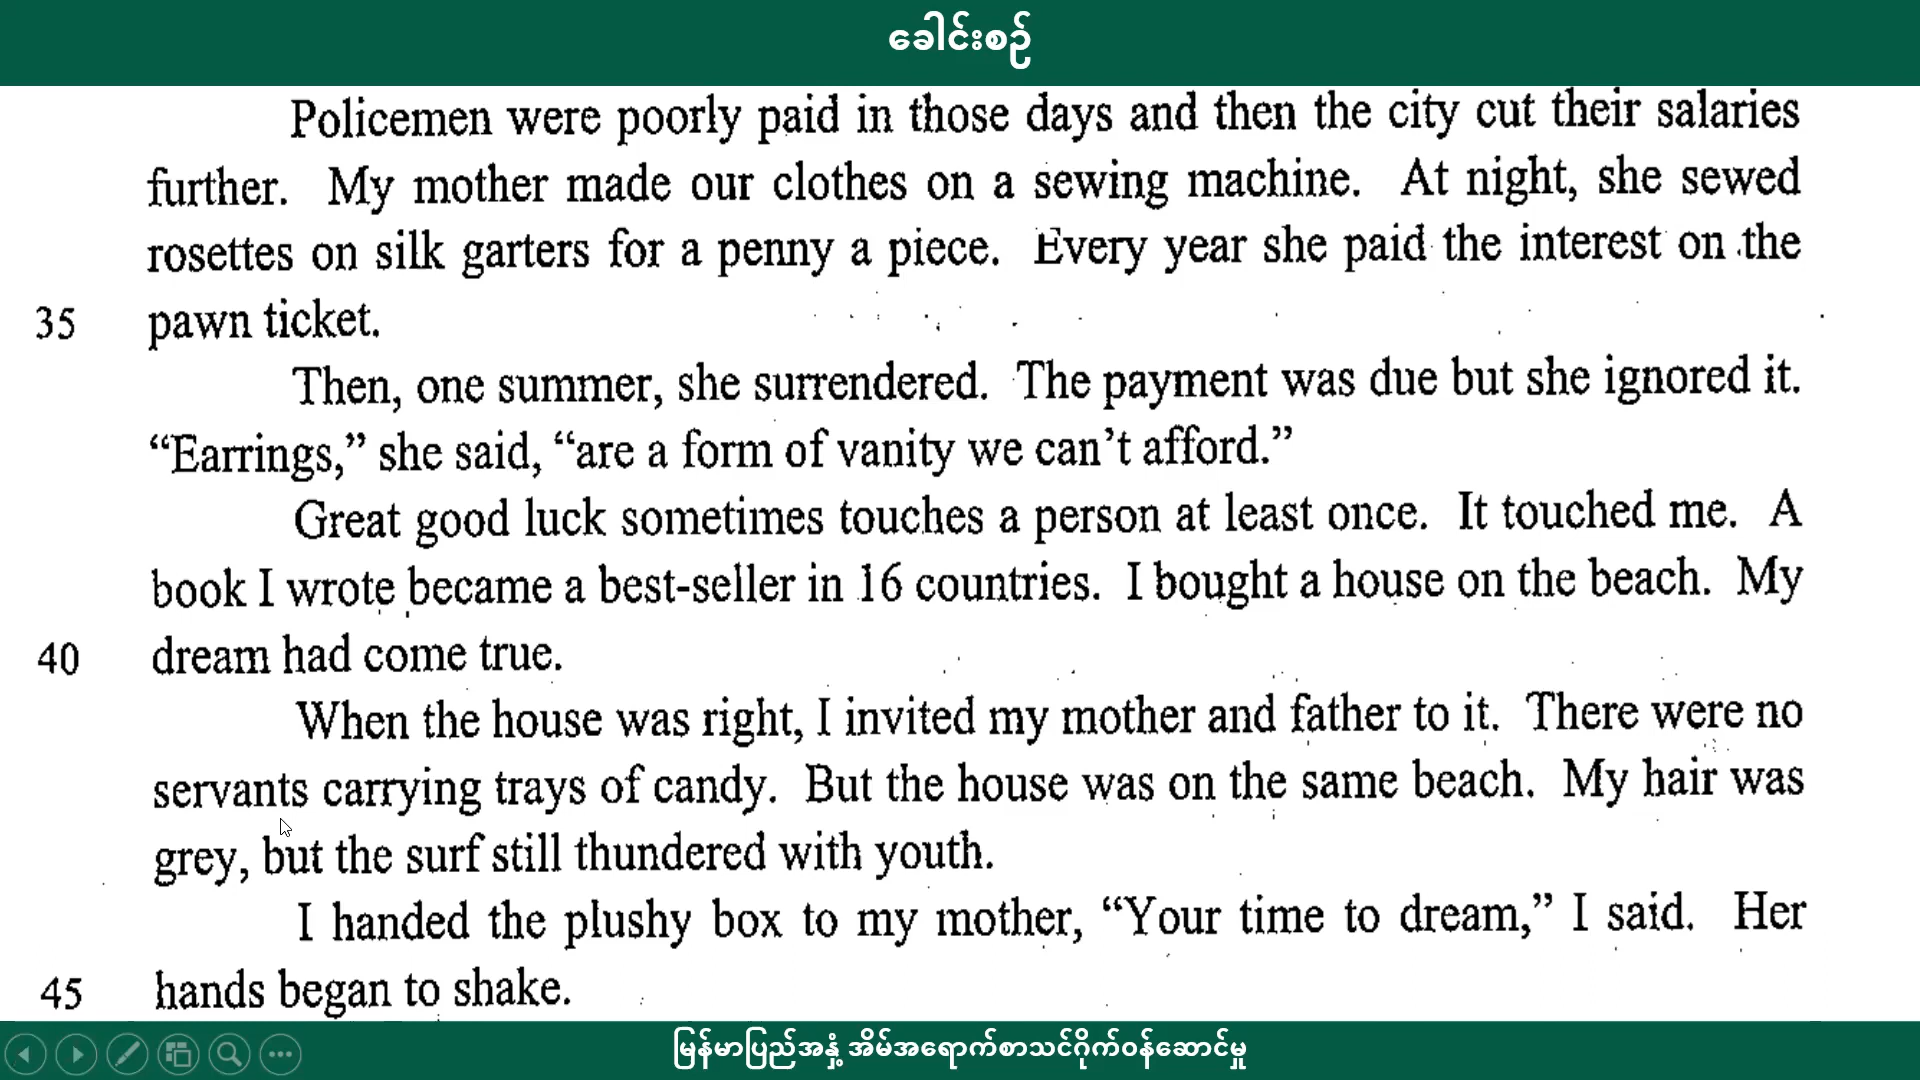 ခေါင်းစဉ်
Policemen were poorly paid in those days and then the city cut their salaries
further. My mother made our clothes on a sewing machine. At night, she sewed
rosettes on silk garters for a penny a piece. Every year she paid the interest on the
35 pawn ticket.
Then, one summer, she surrendered. The payment was due but she ignored it.
“Earrings,” she said, “are a form of vanity we can’t afford.”
Great good luck sometimes touches a person at least once. It touched me. A
book I wrote became a best-seller in 16 countries. I bought a house on the beach. My
40 dream had come true.
When the house was right, I invited my mother and father to it. There were no
servants carrying trays of candy. But the house was on the same beach. My hair was
grey, but the surf still thundered with youth.
I handed the plushy box to my mother, “Your time to dream,” I said. Her
45 hands began to shake.
မြန်မာပြည်အနှံ့ အိမ်အရောက်စာသင်ဂိုက်ဝန်ဆောင်မှု